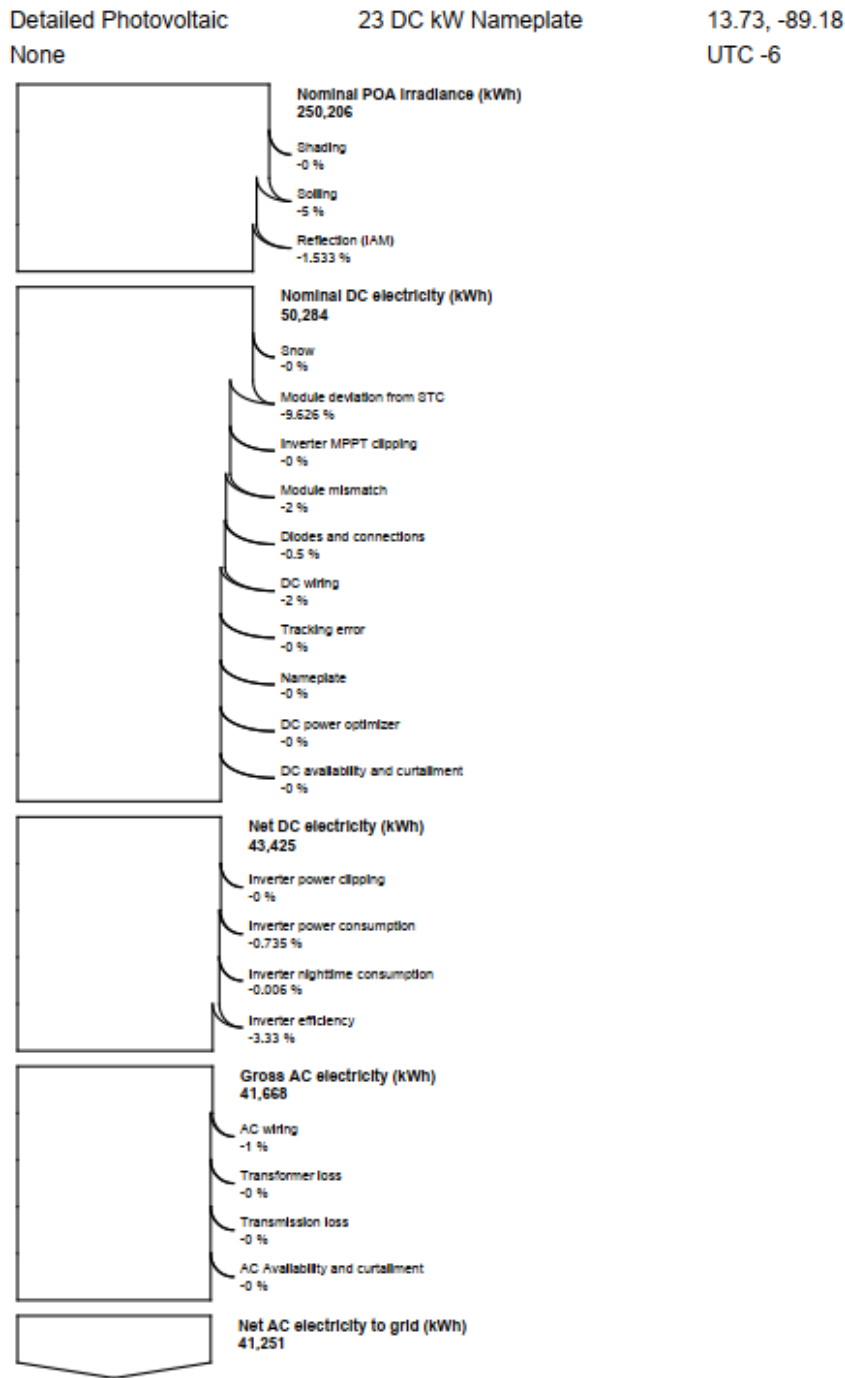 Detailed Photovoltaic 23 DC kW Nameplate 13.73, -89.18
None UTC -6
Nominal POA Irradiance (kWh)
250,206
Shading
-0 %
Soiling
-5 %
Reflection (IAM)
-1.533 %
Nominal DC electricity (kWh)
50,284
Snow
-0 %
Module deviation from STC
-9.626 %
Inverter MPPT clipping
-0 %
Module mismatch
-2 %
Diodes and connections
-0.5 %
DC wiring
-2 %
Tracking error
-0 %
Nameplate
-0 %
DC power optimizer
-0 %
DC availability and curtailment
-0 %
Net DC electricity (kWh)
43,425
Inverter power clipping
-0 %
Inverter power consumption
-0.735 %
Inverter nighttime consumption
-0.006 %
Inverter efficiency
-3.33 %
Gross AC electricity (kWh)
41,668
AC wiring
-1 %
Transformer loss
-0 %
Transmission loss
-0 %
AC Availability and curtailment
-0 %
Net AC electricity to grid (kWh)
41,251